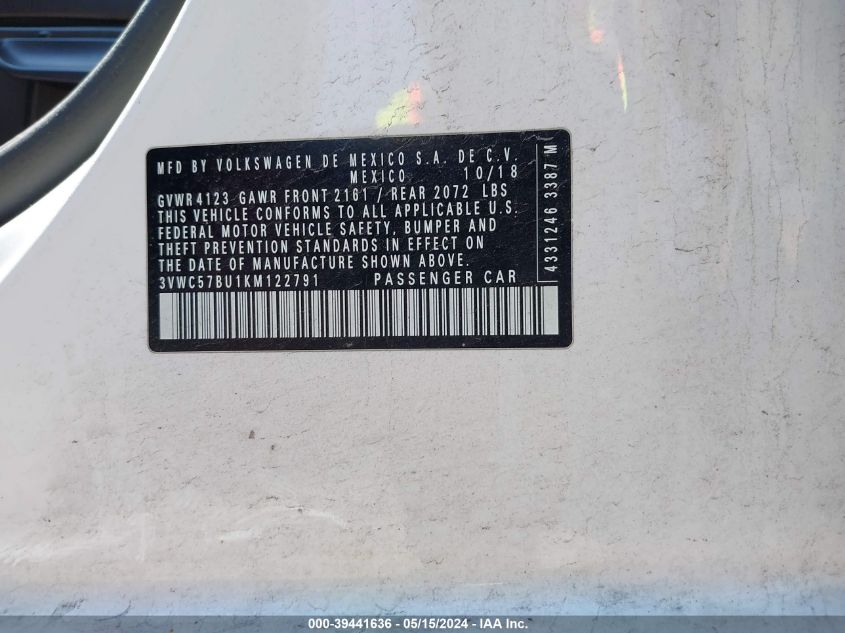 MFD BY VOLKSWAGEN DE MEXICO S.A. DE C.V.
MEXICO 10/18
GVWR 4123 GAWR FRONT 2161 / REAR 2072 LBS
THIS VEHICLE CONFORMS TO ALL APPLICABLE U.S.
FEDERAL MOTOR VEHICLE SAFETY, BUMPER AND
THEFT PREVENTION STANDARDS IN EFFECT ON
THE DATE OF MANUFACTURE SHOWN ABOVE.
3VWC57BU1KM122791 PASSENGER CAR
4331246 3387 M
000-39441636 - 05/15/2024 - IAA Inc.